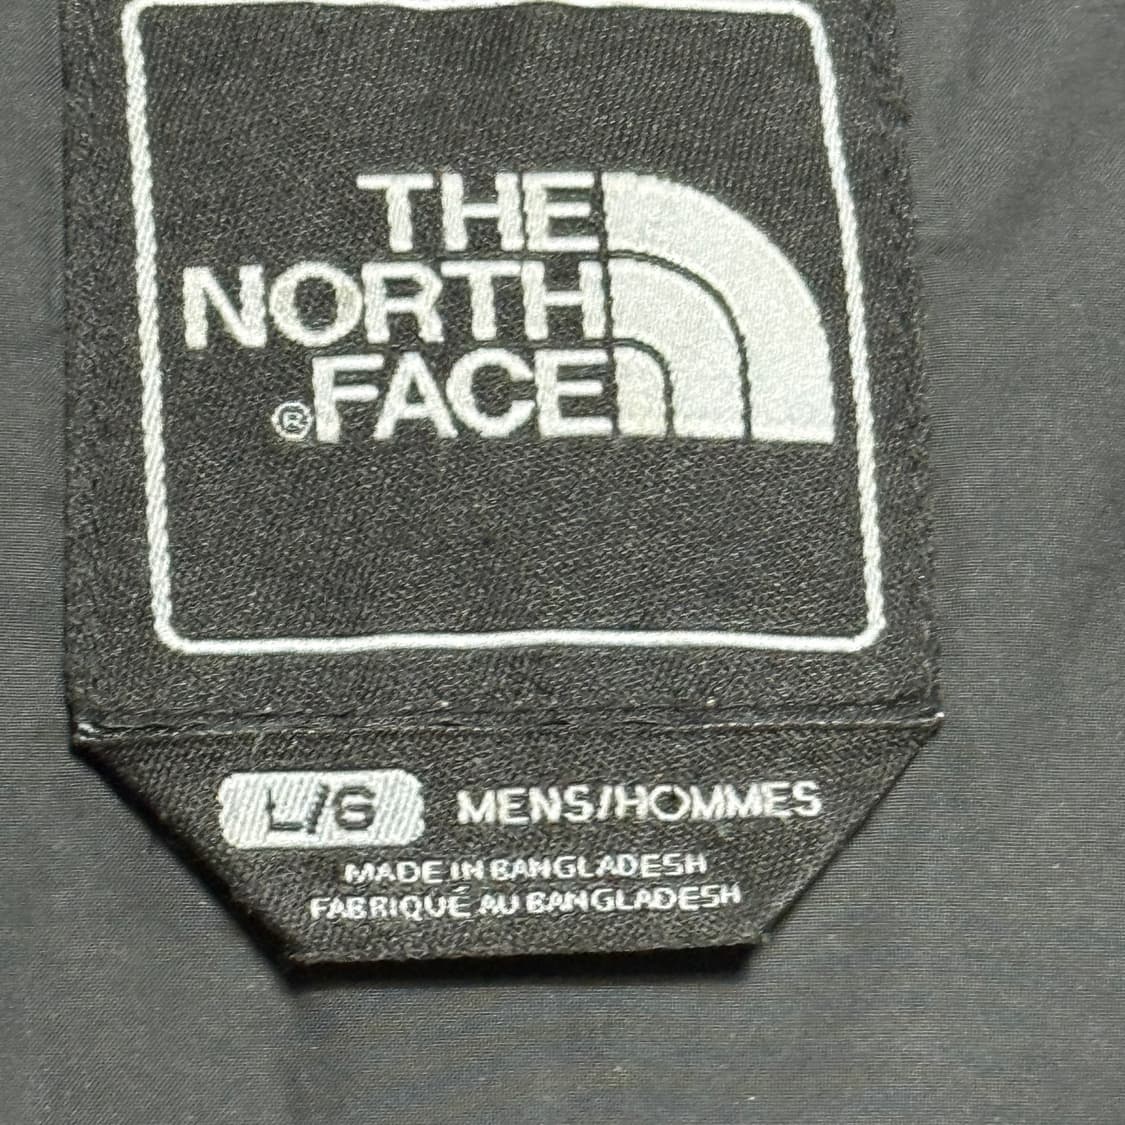 THE
NORTH
®FACE
L/G MENS/HOMMES
MADE IN BANGLADESH
FABRIQUÉ AU BANGLADESH